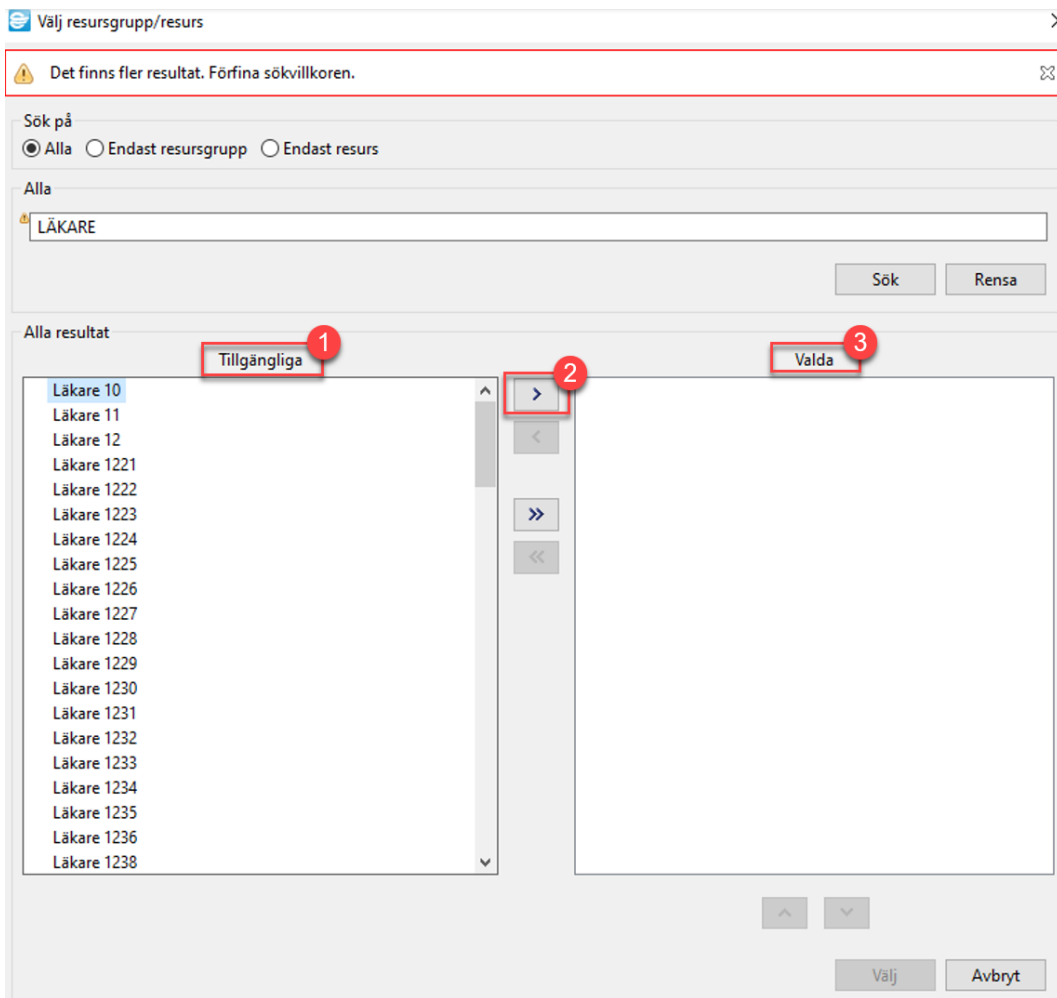 Välj resursgrupp/resurs
Det finns fler resultat. Förfina sökvillkoren.
Sök på
Alla Endast resursgrupp Endast resurs
Alla
LÄKARE
Sök Rensa
Alla resultat
Tillgängliga 1
2
Valda 3
Läkare 10
Läkare 11
Läkare 12
Läkare 1221
Läkare 1222
Läkare 1223
Läkare 1224
Läkare 1225
Läkare 1226
Läkare 1227
Läkare 1228
Läkare 1229
Läkare 1230
Läkare 1231
Läkare 1232
Läkare 1233
Läkare 1234
Läkare 1235
Läkare 1236
Läkare 1238
Välj Avbryt